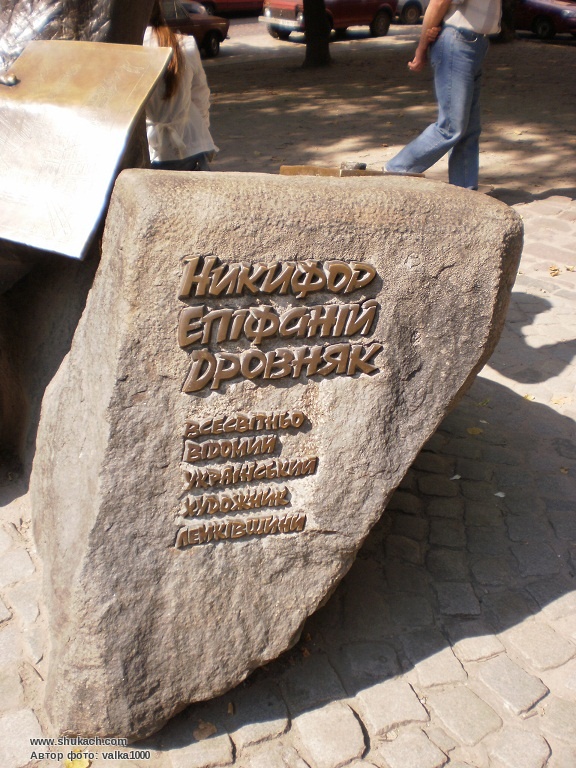 Никифор
Епіфаній
Дровняк
всесвітньо
відомий
український
художник
Лемківщини
www.shukach.com
Автор фото: valka1000